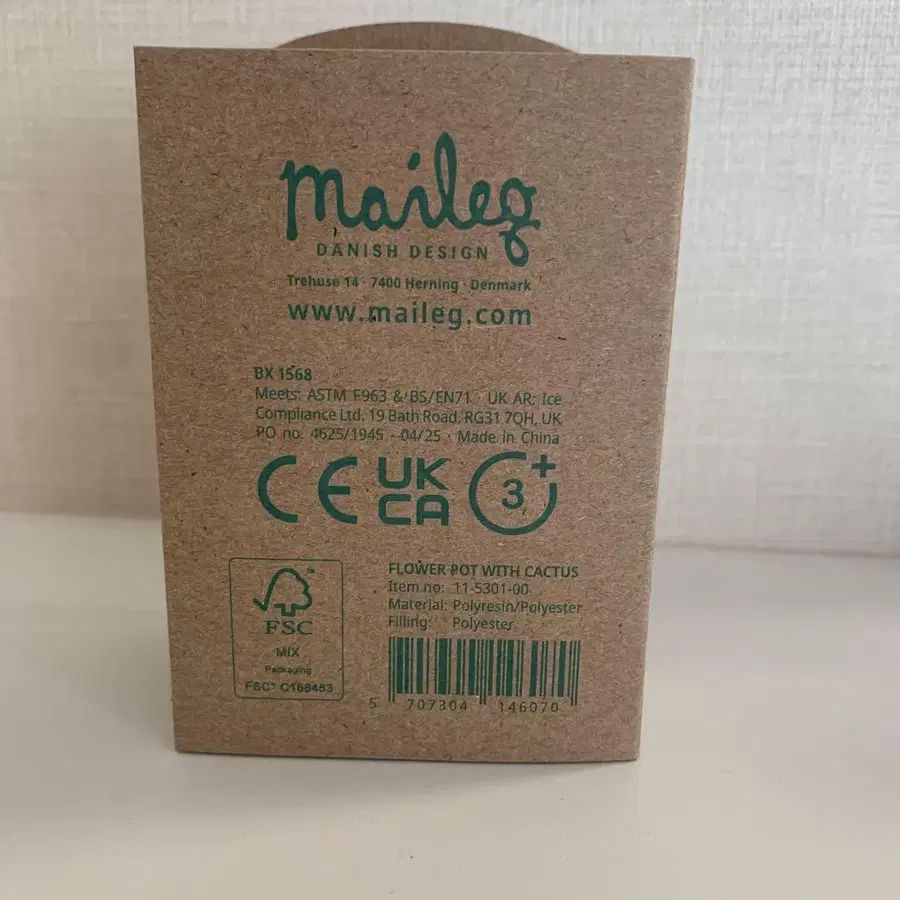 maileg
DANISH DESIGN
Trehuse 14 · 7400 Herning · Denmark
www.maileg.com
BX 1568
Meets: ASTM F963 & BS/EN71 · UK AR: Ice
Compliance Ltd. 19 Bath Road, RG31 7QH, UK
PO no. 4625/1945 - 04/25 · Made in China
CE UK CA 3+
FLOWER POT WITH CACTUS
Item no: 11-5301-00
Material: Polyresin/Polyester
Filling: Polyester
FSC™
MIX
Packaging
FSC® C168453
5 707304 146070